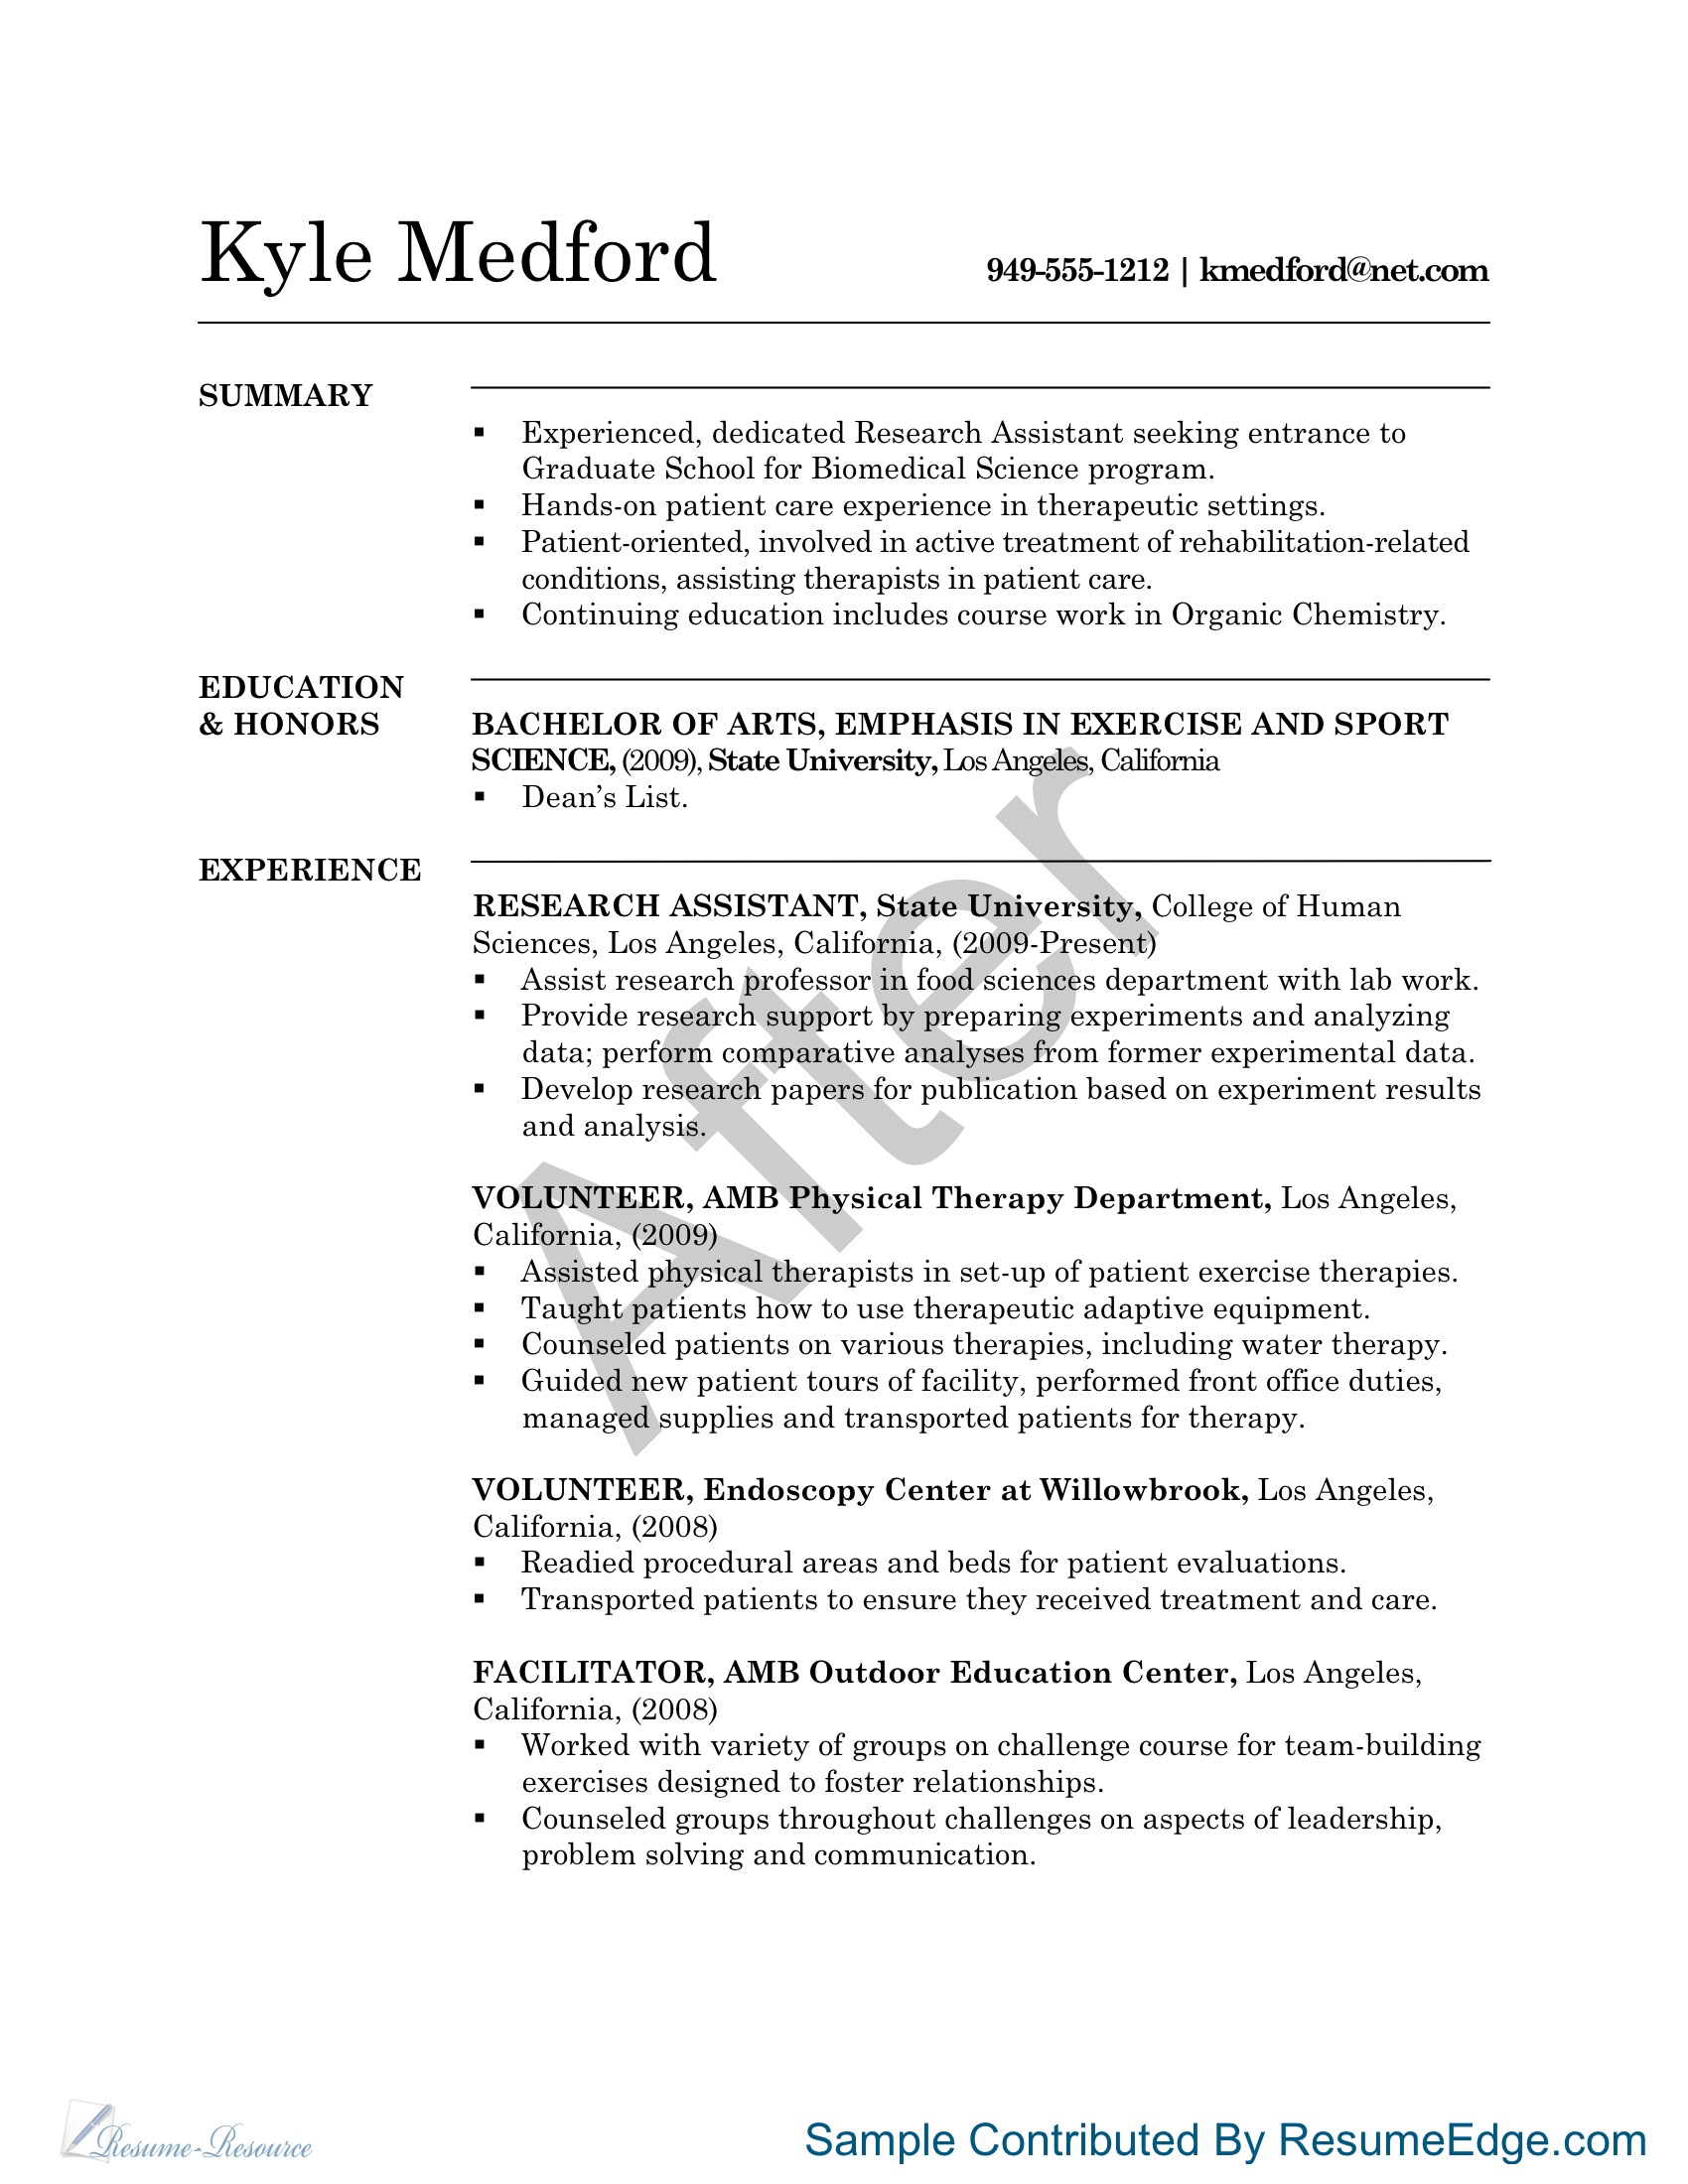 Kyle Medford
949-555-1212 | kmedford@net.com
SUMMARY
▪ Experienced, dedicated Research Assistant seeking entrance to
Graduate School for Biomedical Science program.
▪ Hands-on patient care experience in therapeutic settings.
▪ Patient-oriented, involved in active treatment of rehabilitation-related
conditions, assisting therapists in patient care.
▪ Continuing education includes course work in Organic Chemistry.
EDUCATION
& HONORS
BACHELOR OF ARTS, EMPHASIS IN EXERCISE AND SPORT
SCIENCE, (2009), State University, Los Angeles, California
▪ Dean’s List.
EXPERIENCE
RESEARCH ASSISTANT, State University, College of Human
Sciences, Los Angeles, California, (2009-Present)
▪ Assist research professor in food sciences department with lab work.
▪ Provide research support by preparing experiments and analyzing
data; perform comparative analyses from former experimental data.
▪ Develop research papers for publication based on experiment results
and analysis.
VOLUNTEER, AMB Physical Therapy Department, Los Angeles,
California, (2009)
▪ Assisted physical therapists in set-up of patient exercise therapies.
▪ Taught patients how to use therapeutic adaptive equipment.
▪ Counseled patients on various therapies, including water therapy.
▪ Guided new patient tours of facility, performed front office duties,
managed supplies and transported patients for therapy.
VOLUNTEER, Endoscopy Center at Willowbrook, Los Angeles,
California, (2008)
▪ Readied procedural areas and beds for patient evaluations.
▪ Transported patients to ensure they received treatment and care.
FACILITATOR, AMB Outdoor Education Center, Los Angeles,
California, (2008)
▪ Worked with variety of groups on challenge course for team-building
exercises designed to foster relationships.
▪ Counseled groups throughout challenges on aspects of leadership,
problem solving and communication.
After
Resume-Resource
Sample Contributed By ResumeEdge.com